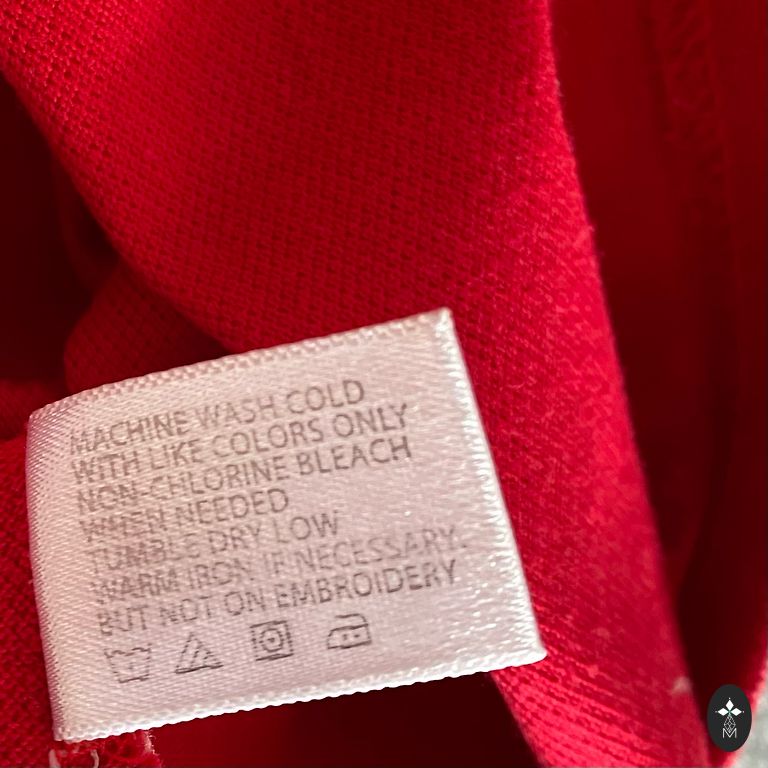 MACHINE WASH COLD
WITH LIKE COLORS ONLY
NON-CHLORINE BLEACH
WHEN NEEDED
TUMBLE DRY LOW
WARM IRON IF NECESSARY.
BUT NOT ON EMBROIDERY
M